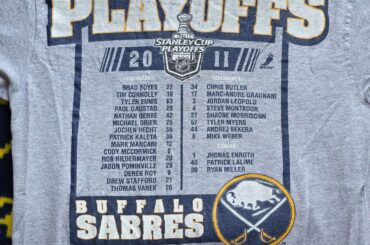 PLAYOFFS
STANLEY CUP
PLAYOFFS
20 11
BRAD BOYES 22
TIM CONNOLLY 19
TYLER ENNIS 63
PAUL GAUSTAD 28
NATHAN GERBE 42
MICHAEL GRIER 25
JOCHEN HECHT 55
PATRICK KALETA 36
MARK MANCARI
CODY MCCORMICK 8
ROB NIEDERMAYER
JASON POMINVILLE 29
DEREK ROY 9
DREW STAFFORD 21
THOMAS VANEK 26
34 CHRIS BUTLER
17 MARC-ANDRE GRAGNANI
3 JORDAN LEOPOLD
4 STEVE MONTADOR
27 SHAONE MORRISONN
57 TYLER MYERS
44 ANDREJ SEKERA
6 MIKE WEBER
1 JHONAS ENROTH
40 PATRICK LALIME
30 RYAN MILLER
BUFFALO
SABRES